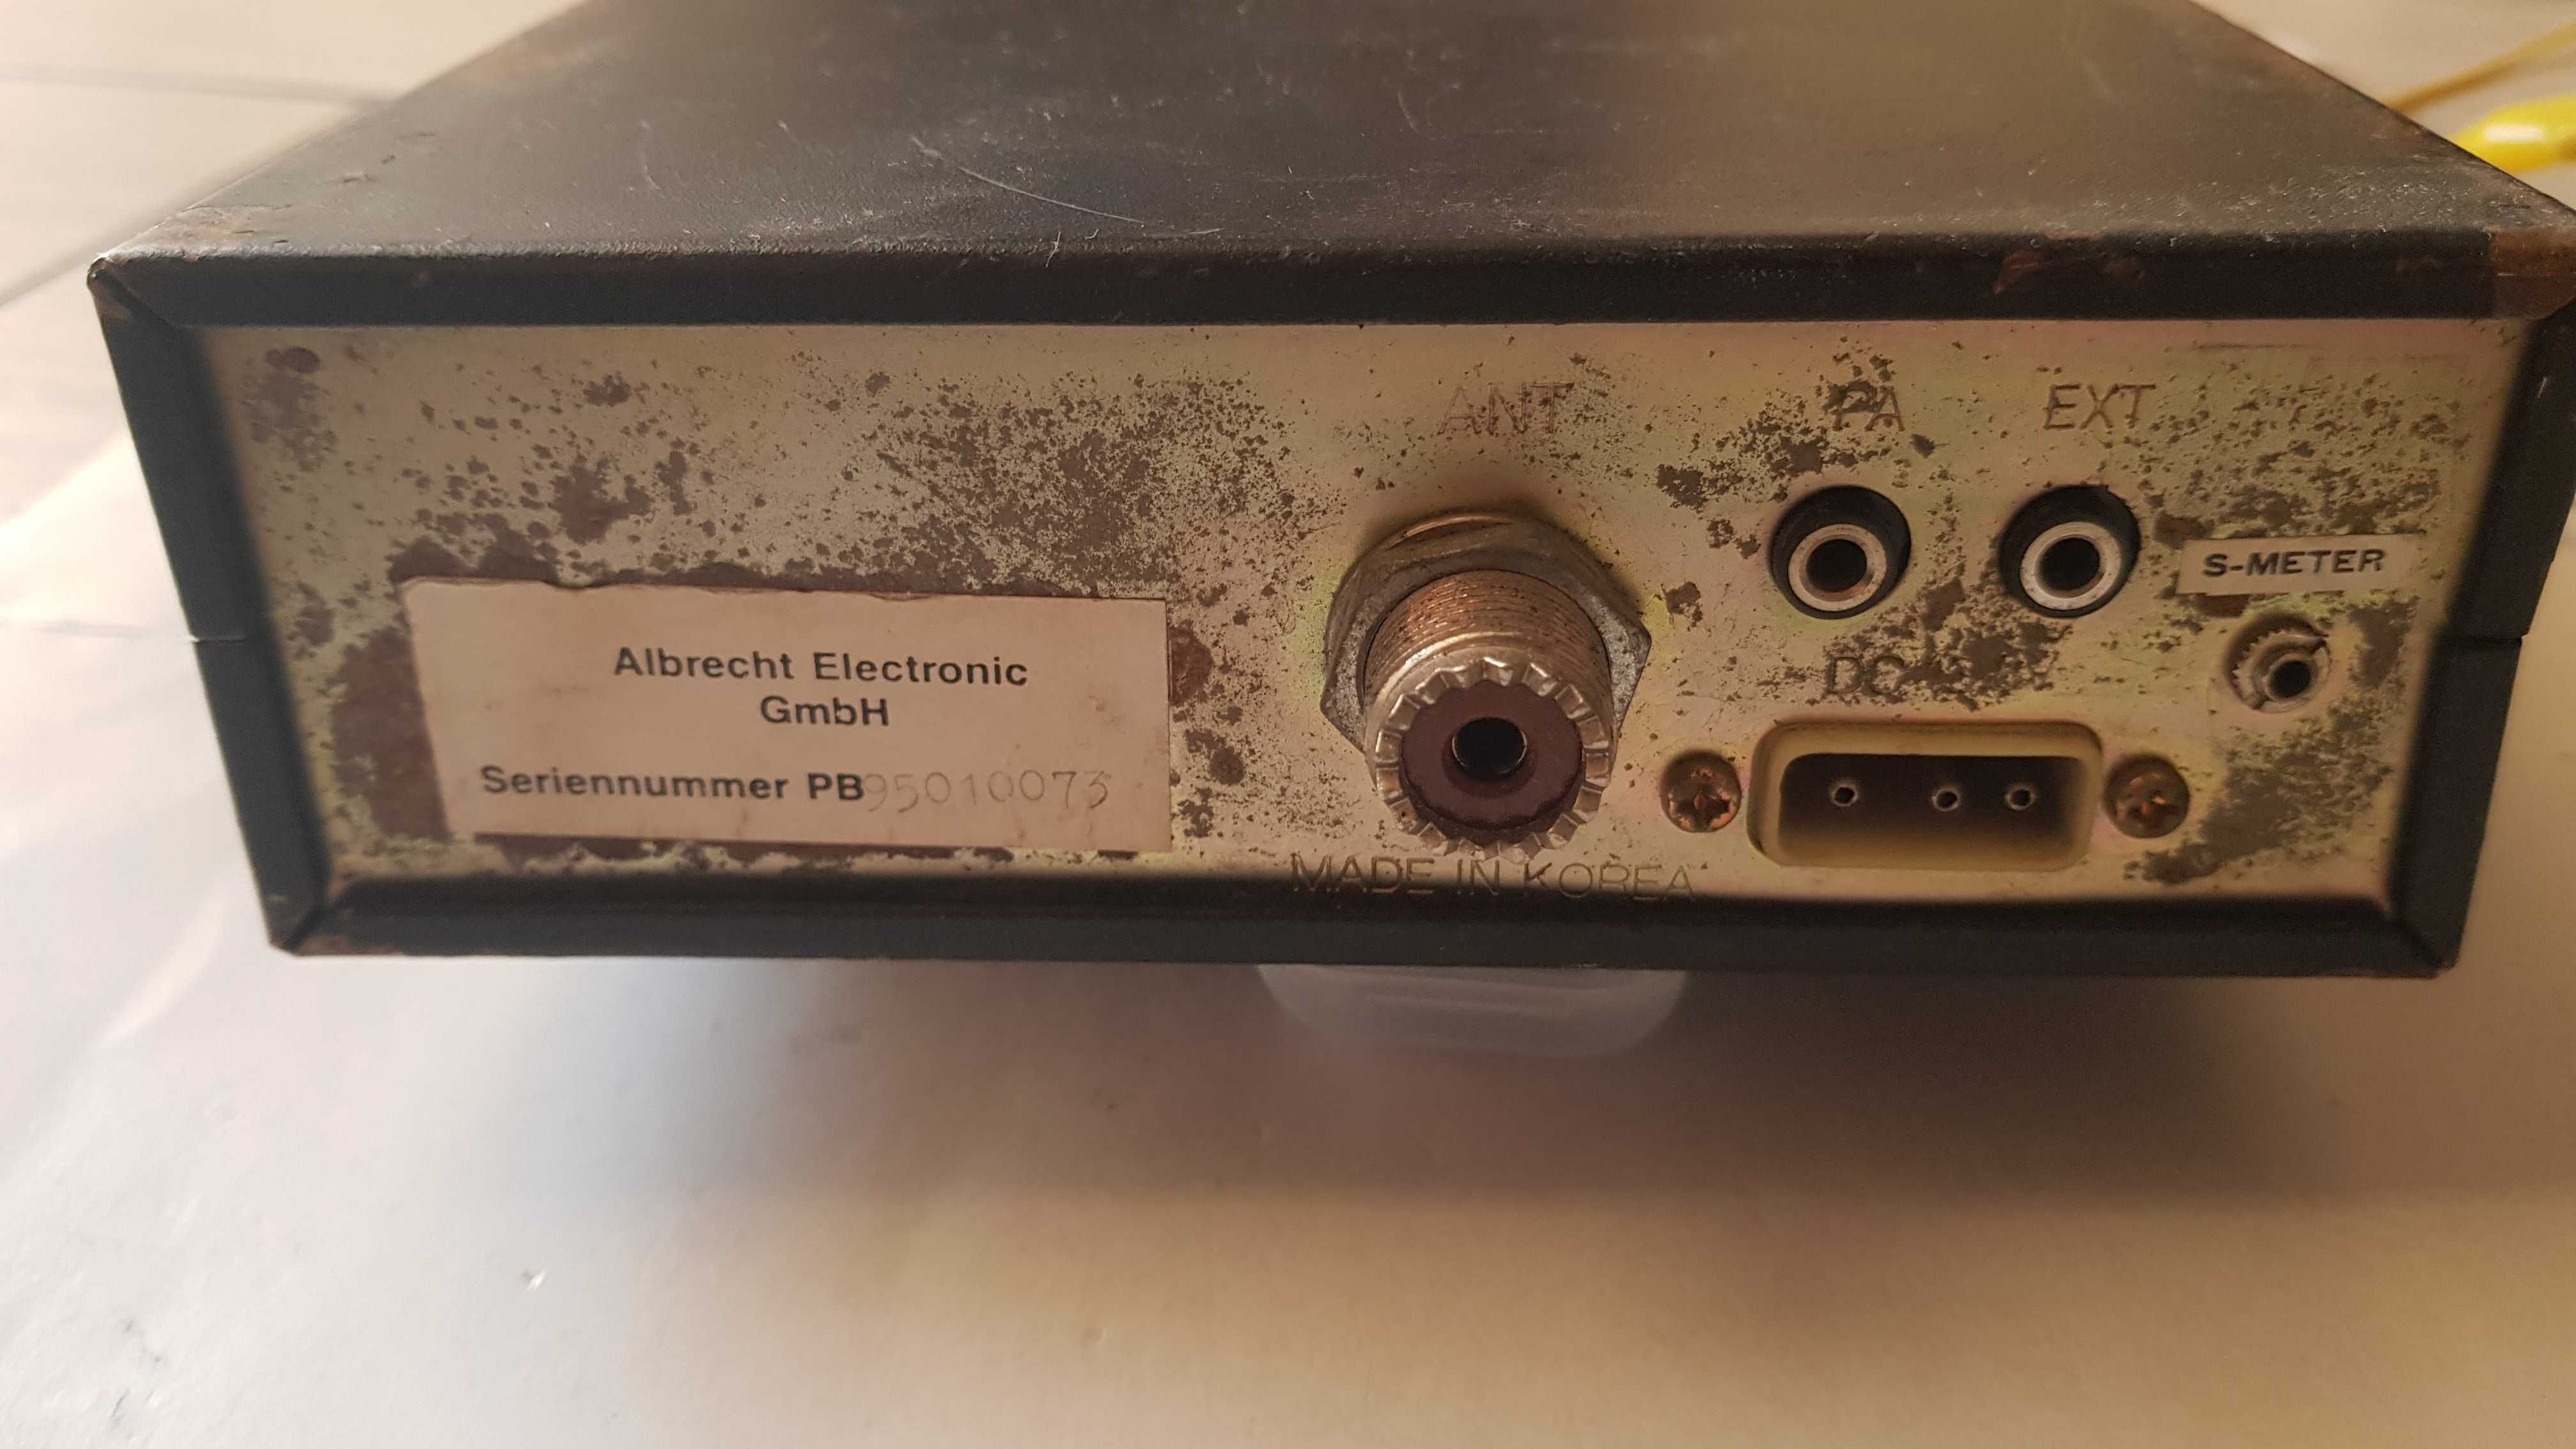 ANT PA EXT
S-METER
Albrecht Electronic
GmbH
DC
Seriennummer PB95010073
MADE IN KOREA